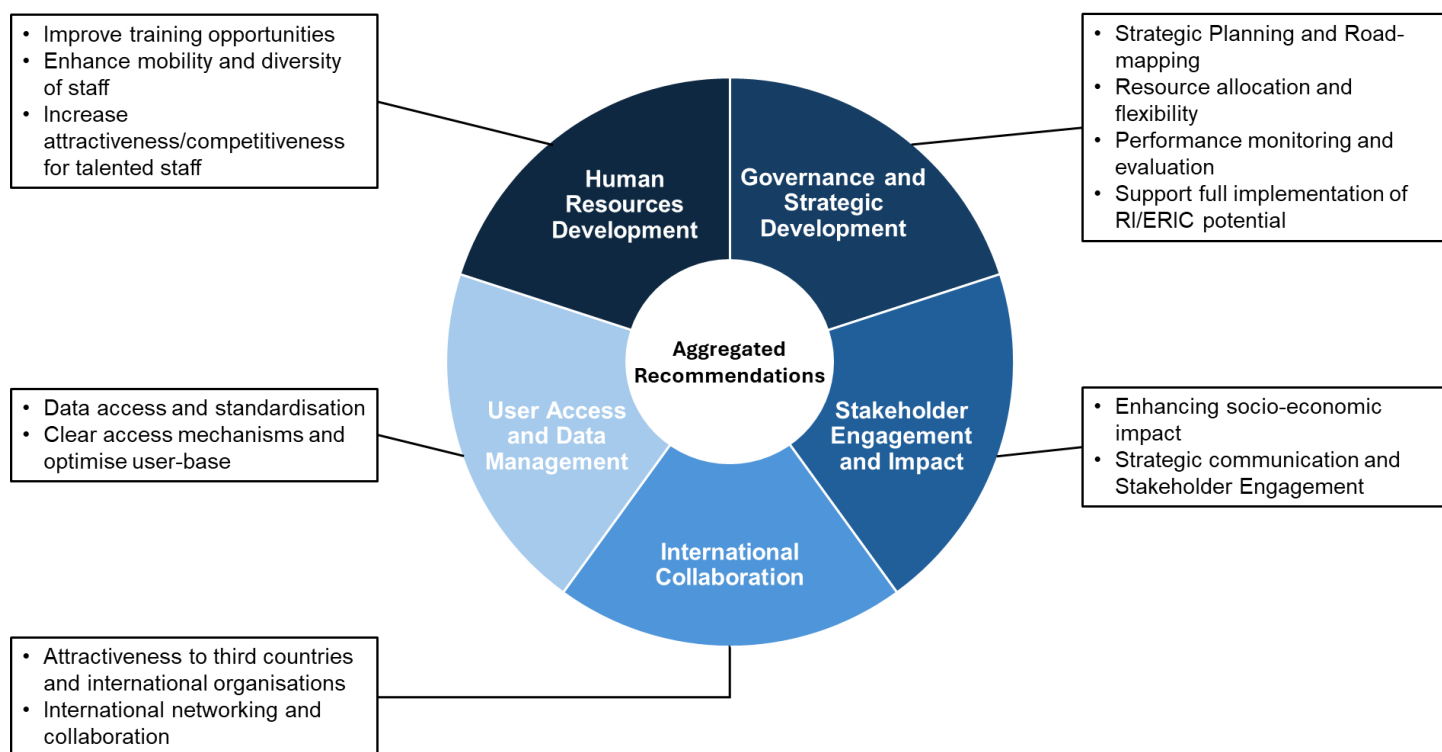 • Improve training opportunities
• Enhance mobility and diversity
of staff
• Increase
attractiveness/competitiveness
for talented staff
• Strategic Planning and Road-
mapping
• Resource allocation and
flexibility
• Performance monitoring and
evaluation
• Support full implementation of
RI/ERIC potential
Human
Resources
Development
Governance and
Strategic
Development
Aggregated
Recommendations
User Access
and Data
Management
Stakeholder
Engagement
and Impact
International
Collaboration
• Data access and standardisation
• Clear access mechanisms and
optimise user-base
• Enhancing socio-economic
impact
• Strategic communication and
Stakeholder Engagement
• Attractiveness to third countries
and international organisations
• International networking and
collaboration